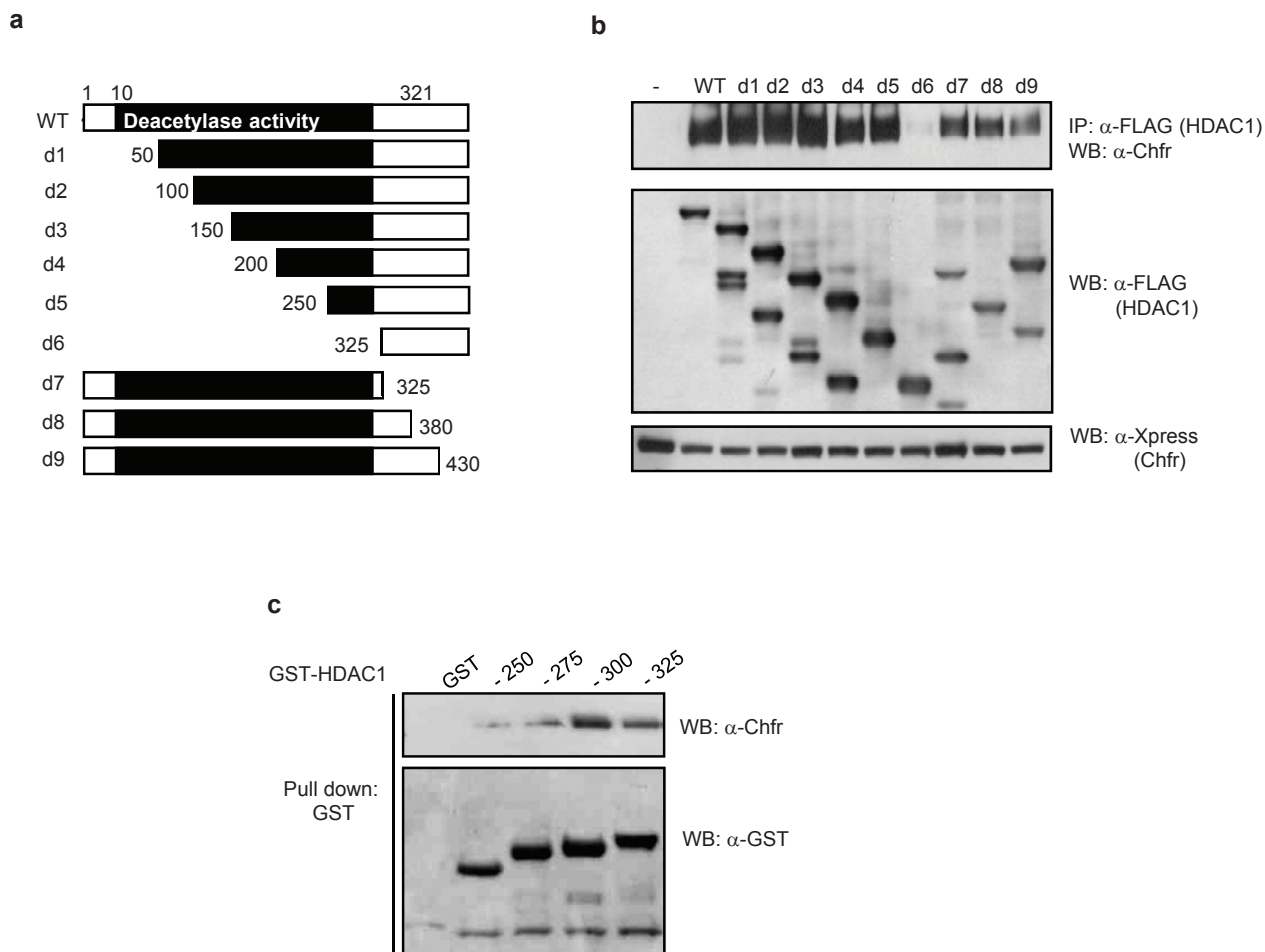 a
1 10 321
WT Deacetylase activity
d1 50
d2 100
d3 150
d4 200
d5 250
d6 325
d7 325
d8 380
d9 430
b
- WT d1 d2 d3 d4 d5 d6 d7 d8 d9
IP: α-FLAG (HDAC1)
WB: α-Chfr
WB: α-FLAG
(HDAC1)
WB: α-Xpress
(Chfr)
c
GST-HDAC1 GST - 250 - 275 - 300 - 325
WB: α-Chfr
Pull down:
GST
WB: α-GST